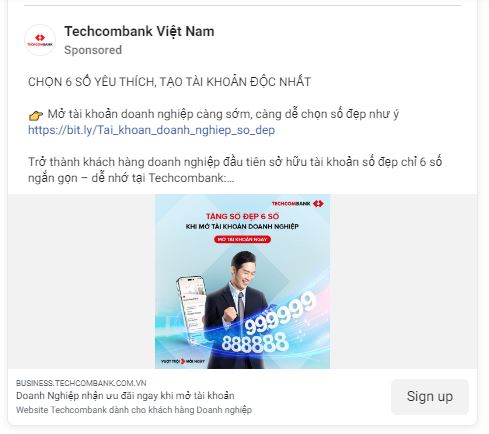 Techcombank Việt Nam
Sponsored
CHỌN 6 SỐ YÊU THÍCH, TẠO TÀI KHOẢN ĐỘC NHẤT
👉 Mở tài khoản doanh nghiệp càng sớm, càng dễ chọn số đẹp như ý
https://bit.ly/Tai_khoan_doanh_nghiep_so_dep
Trở thành khách hàng doanh nghiệp đầu tiên sở hữu tài khoản số đẹp chỉ 6 số
ngắn gọn – dễ nhớ tại Techcombank:...
TECHCOMBANK
TẶNG SỐ ĐẸP 6 SỐ
KHI MỞ TÀI KHOẢN DOANH NGHIỆP
MỞ TÀI KHOẢN NGAY
999999
888888
VƯỢT TRỘI MỖI NGÀY
BUSINESS.TECHCOMBANK.COM.VN
Doanh Nghiệp nhận ưu đãi ngay khi mở tài khoản
Website Techcombank dành cho khách hàng Doanh nghiệp
Sign up